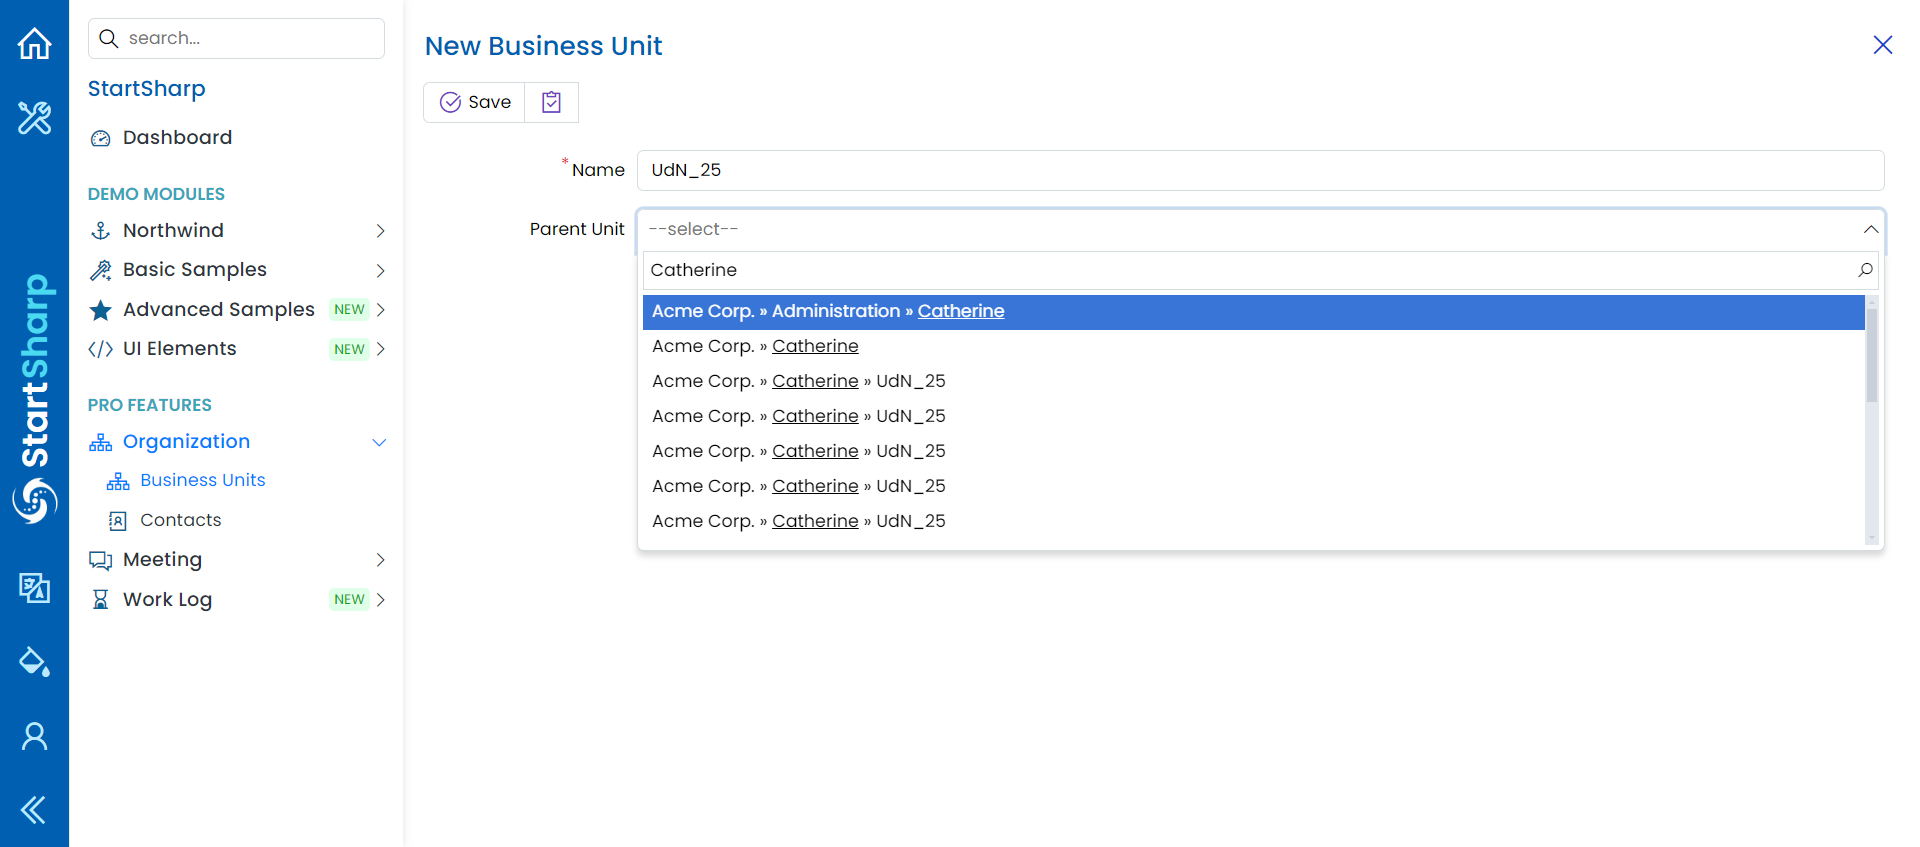 StartSharp
search...
StartSharp
Dashboard
DEMO MODULES
Northwind
Basic Samples
Advanced Samples NEW
UI Elements NEW
PRO FEATURES
Organization
Business Units
Contacts
Meeting
Work Log NEW
New Business Unit
Save
* Name UdN_25
Parent Unit --select--
Catherine
Acme Corp. » Administration » Catherine
Acme Corp. » Catherine
Acme Corp. » Catherine » UdN_25
Acme Corp. » Catherine » UdN_25
Acme Corp. » Catherine » UdN_25
Acme Corp. » Catherine » UdN_25
Acme Corp. » Catherine » UdN_25